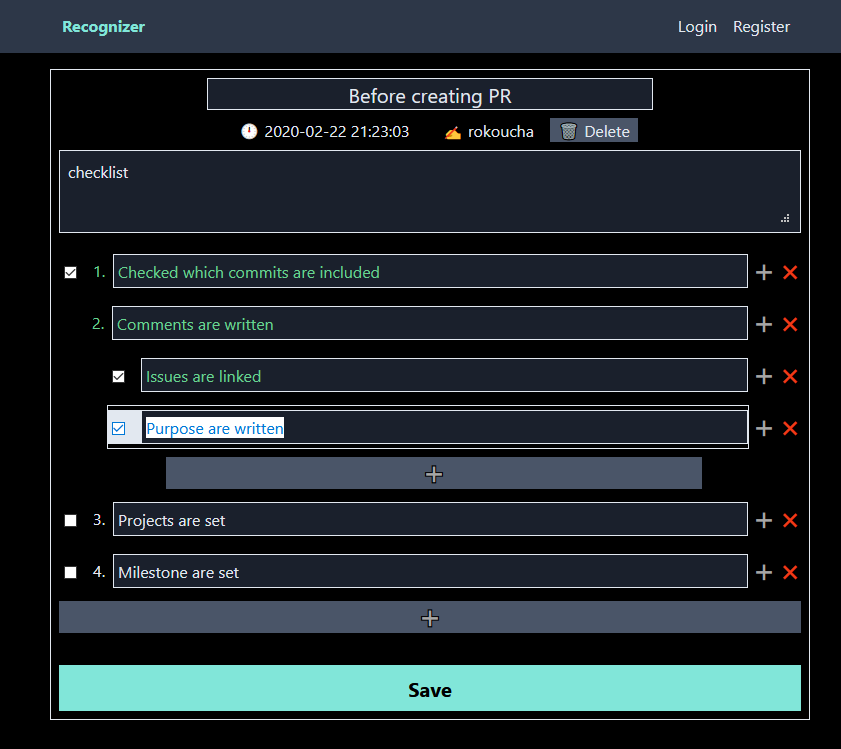 Recognizer Login Register
Before creating PR
2020-02-22 21:23:03 rokoucha Delete
checklist
1. Checked which commits are included
2. Comments are written
Issues are linked
Purpose are written
3. Projects are set
4. Milestone are set
Save